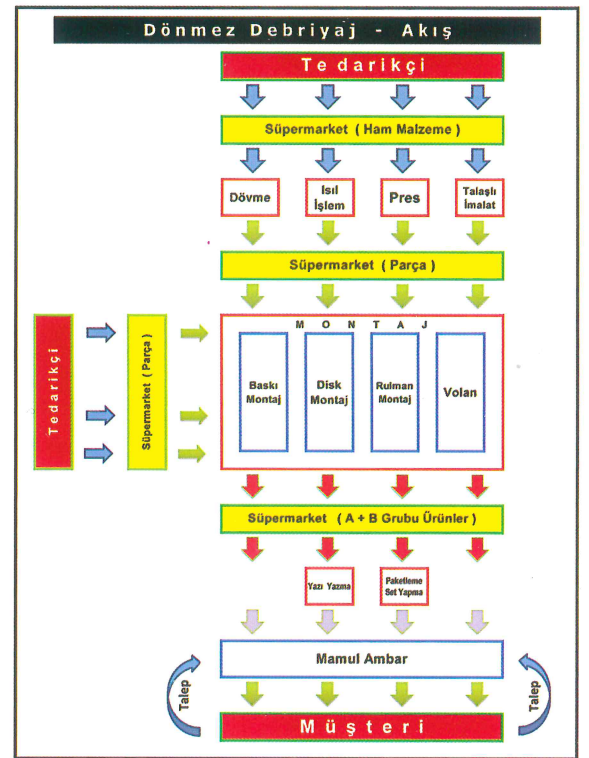 Dönmez Debriyaj - Akış
Tedarikçi
Süpermarket ( Ham Malzeme )
Dövme
Isıl
İşlem
Pres
Talaşlı
İmalat
Süpermarket ( Parça )
Tedarikçi
Süpermarket ( Parça )
MONTAJ
Baskı
Montaj
Disk
Montaj
Rulman
Montaj
Volan
Süpermarket ( A + B Grubu Ürünler )
Yazı Yazma
Paketleme
Set Yapma
Mamul Ambar
Talep
Talep
Müşteri